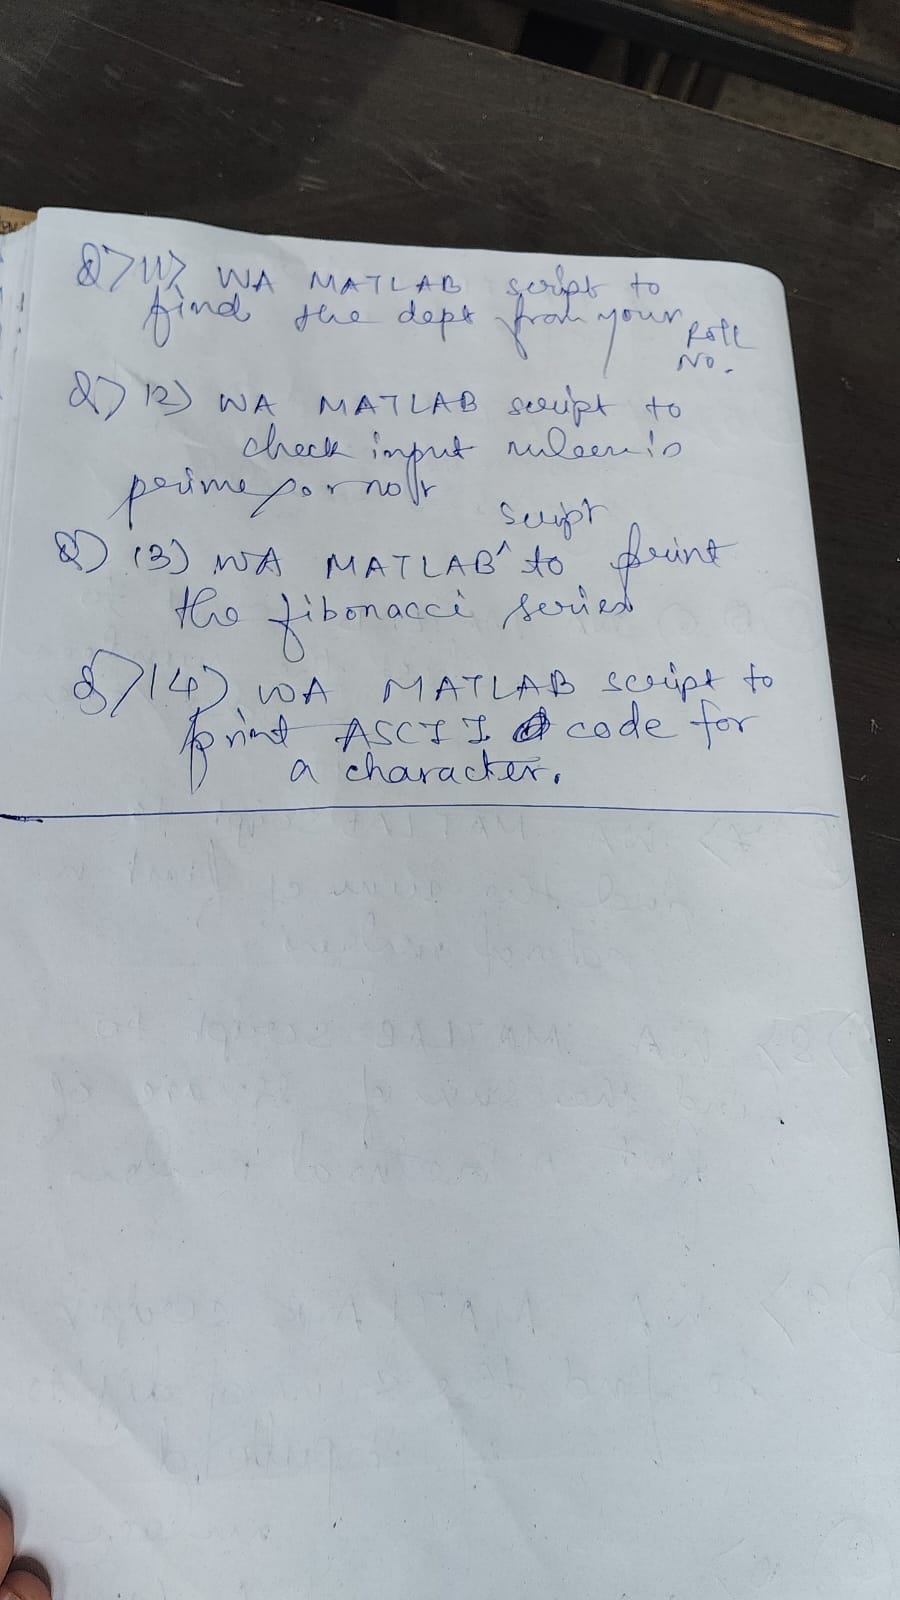 Q) 11) WA MATLAB script to
find the dept from your Roll
No.
Q) 12) WA MATLAB script to
check input is
prime or not
script
Q) 13) WA MATLAB ^ to print
the fibonacci series
Q) 14) WA MATLAB script to
print ASCII code for
a character.